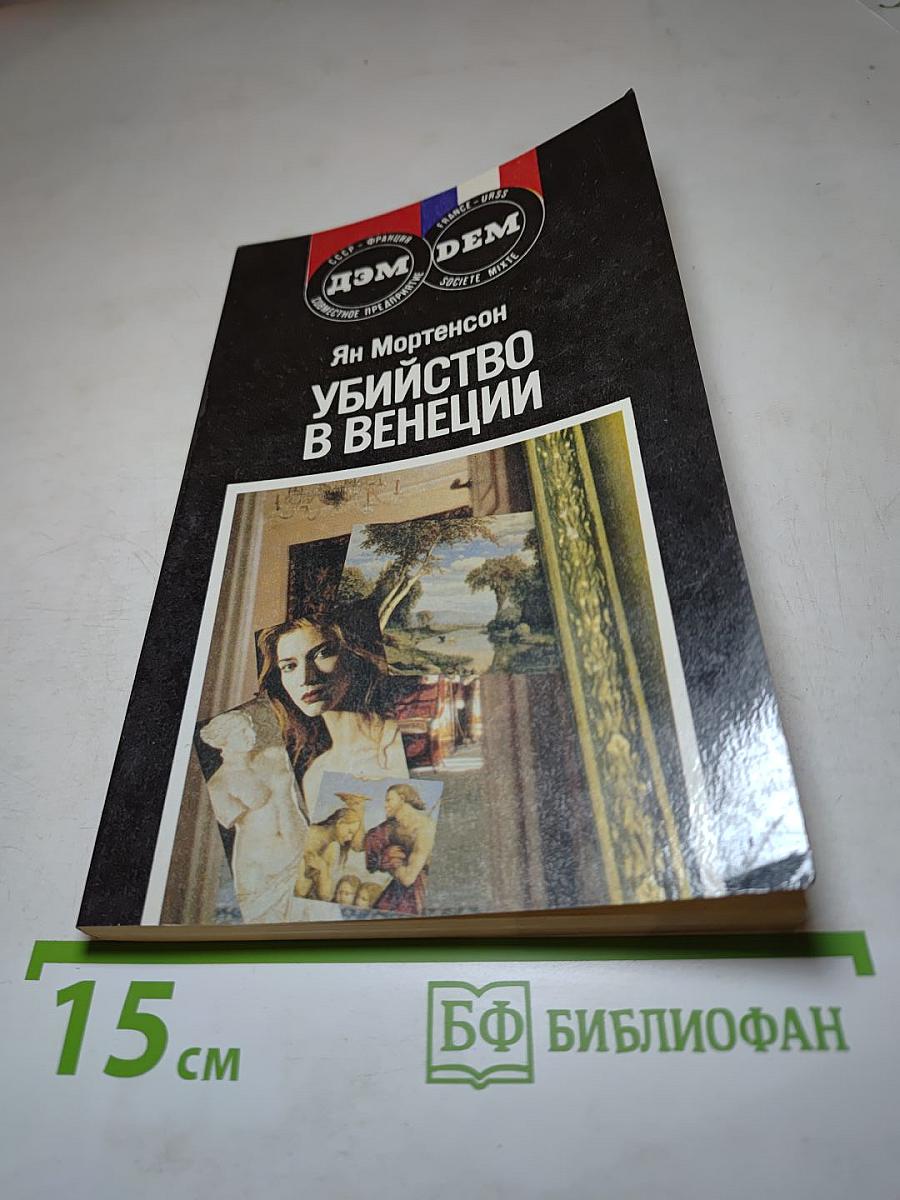 СССР - ФРАНЦИЯ
ДЭМ
СОВМЕСТНОЕ ПРЕДПРИЯТИЕ
FRANCE - URSS
DEM
SOCIETE MIXTE
Ян Мортенсон
УБИЙСТВО
В ВЕНЕЦИИ
15 см
БФ БИБЛИОФАН